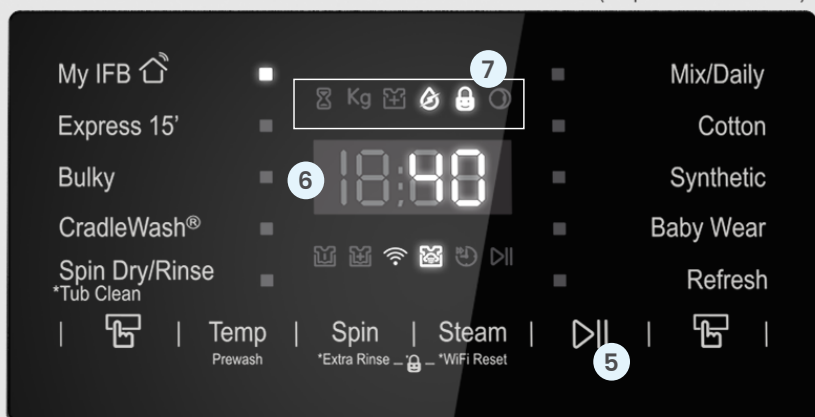 7
My IFB
Mix/Daily
Kg
Express 15’
Cotton
6
18:40
Bulky
Synthetic
CradleWash®
Baby Wear
Spin Dry/Rinse
*Tub Clean
Refresh
Temp
Spin
Steam
Prewash
*Extra Rinse
*WiFi Reset
5